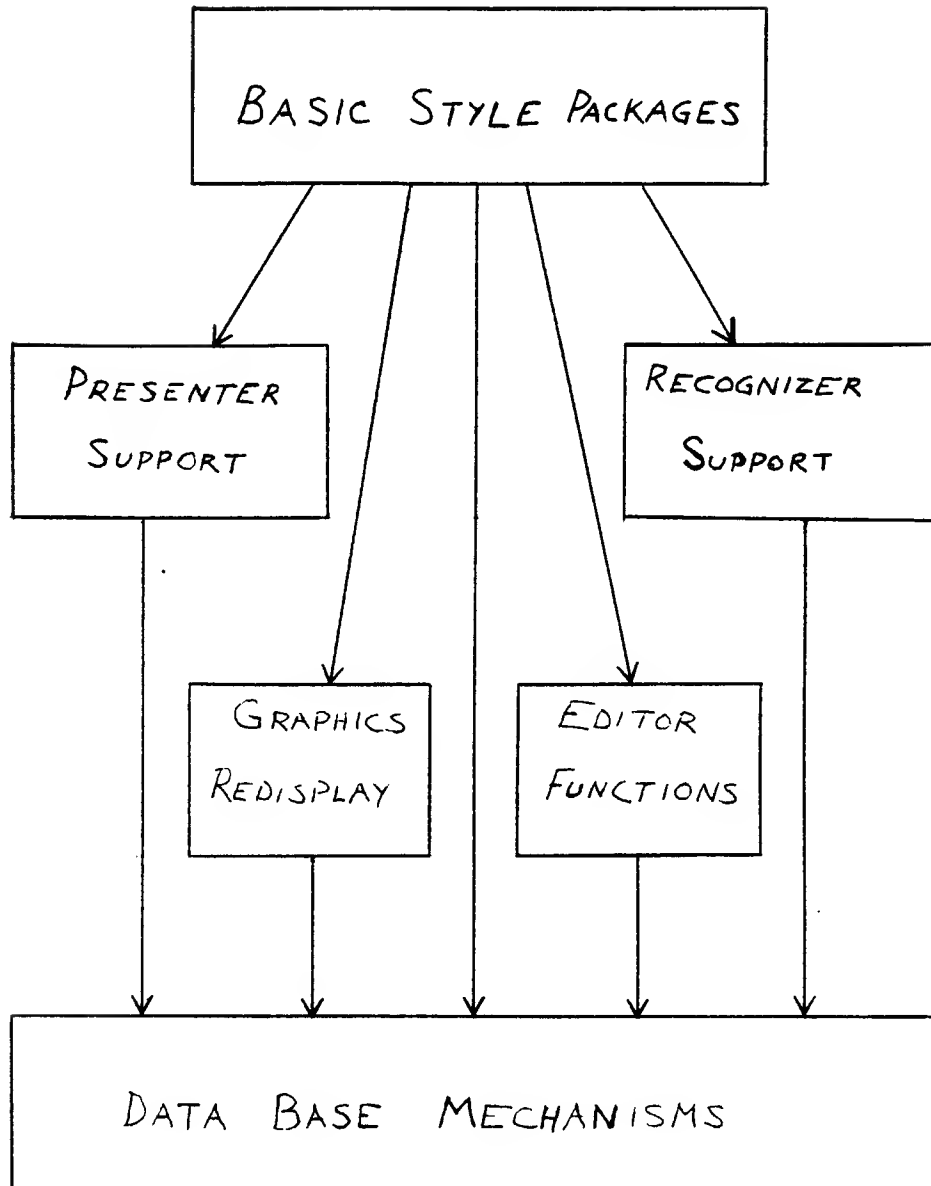 BASIC STYLE PACKAGES
PRESENTER
SUPPORT
RECOGNIZER
SUPPORT
GRAPHICS
REDISPLAY
EDITOR
FUNCTIONS
DATA BASE MECHANISMS